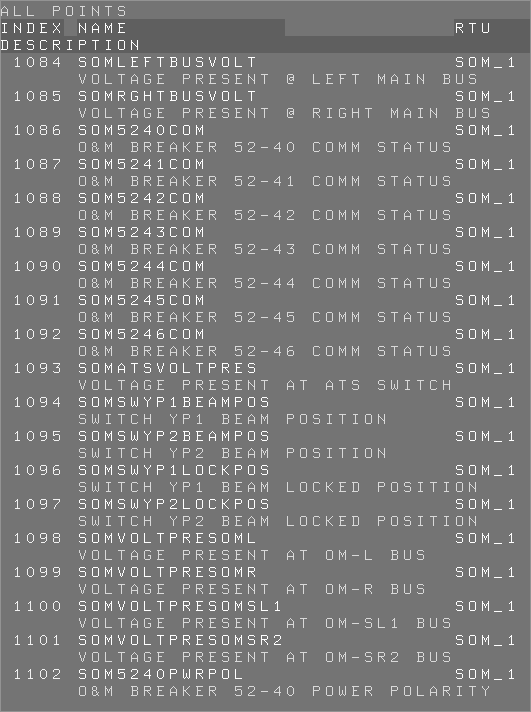 ALL POINTS
INDEX NAME RTU
DESCRIPTION
1084 SOMLEFTBUSVOLT SOM_1
VOLTAGE PRESENT @ LEFT MAIN BUS
1085 SOMRGHTBUSVOLT SOM_1
VOLTAGE PRESENT @ RIGHT MAIN BUS
1086 SOM5240COM SOM_1
O&M BREAKER 52-40 COMM STATUS
1087 SOM5241COM SOM_1
O&M BREAKER 52-41 COMM STATUS
1088 SOM5242COM SOM_1
O&M BREAKER 52-42 COMM STATUS
1089 SOM5243COM SOM_1
O&M BREAKER 52-43 COMM STATUS
1090 SOM5244COM SOM_1
O&M BREAKER 52-44 COMM STATUS
1091 SOM5245COM SOM_1
O&M BREAKER 52-45 COMM STATUS
1092 SOM5246COM SOM_1
O&M BREAKER 52-46 COMM STATUS
1093 SOMATSVOLTPRES SOM_1
VOLTAGE PRESENT AT ATS SWITCH
1094 SOMSWYP1BEAMPOS SOM_1
SWITCH YP1 BEAM POSITION
1095 SOMSWYP2BEAMPOS SOM_1
SWITCH YP2 BEAM POSITION
1096 SOMSWYP1LOCKPOS SOM_1
SWITCH YP1 BEAM LOCKED POSITION
1097 SOMSWYP2LOCKPOS SOM_1
SWITCH YP2 BEAM LOCKED POSITION
1098 SOMVOLTPRESOML SOM_1
VOLTAGE PRESENT AT OM-L BUS
1099 SOMVOLTPRESOMR SOM_1
VOLTAGE PRESENT AT OM-R BUS
1100 SOMVOLTPRESOMSL1 SOM_1
VOLTAGE PRESENT AT OM-SL1 BUS
1101 SOMVOLTPRESOMSR2 SOM_1
VOLTAGE PRESENT AT OM-SR2 BUS
1102 SOM5240PWRPOL SOM_1
O&M BREAKER 52-40 POWER POLARITY